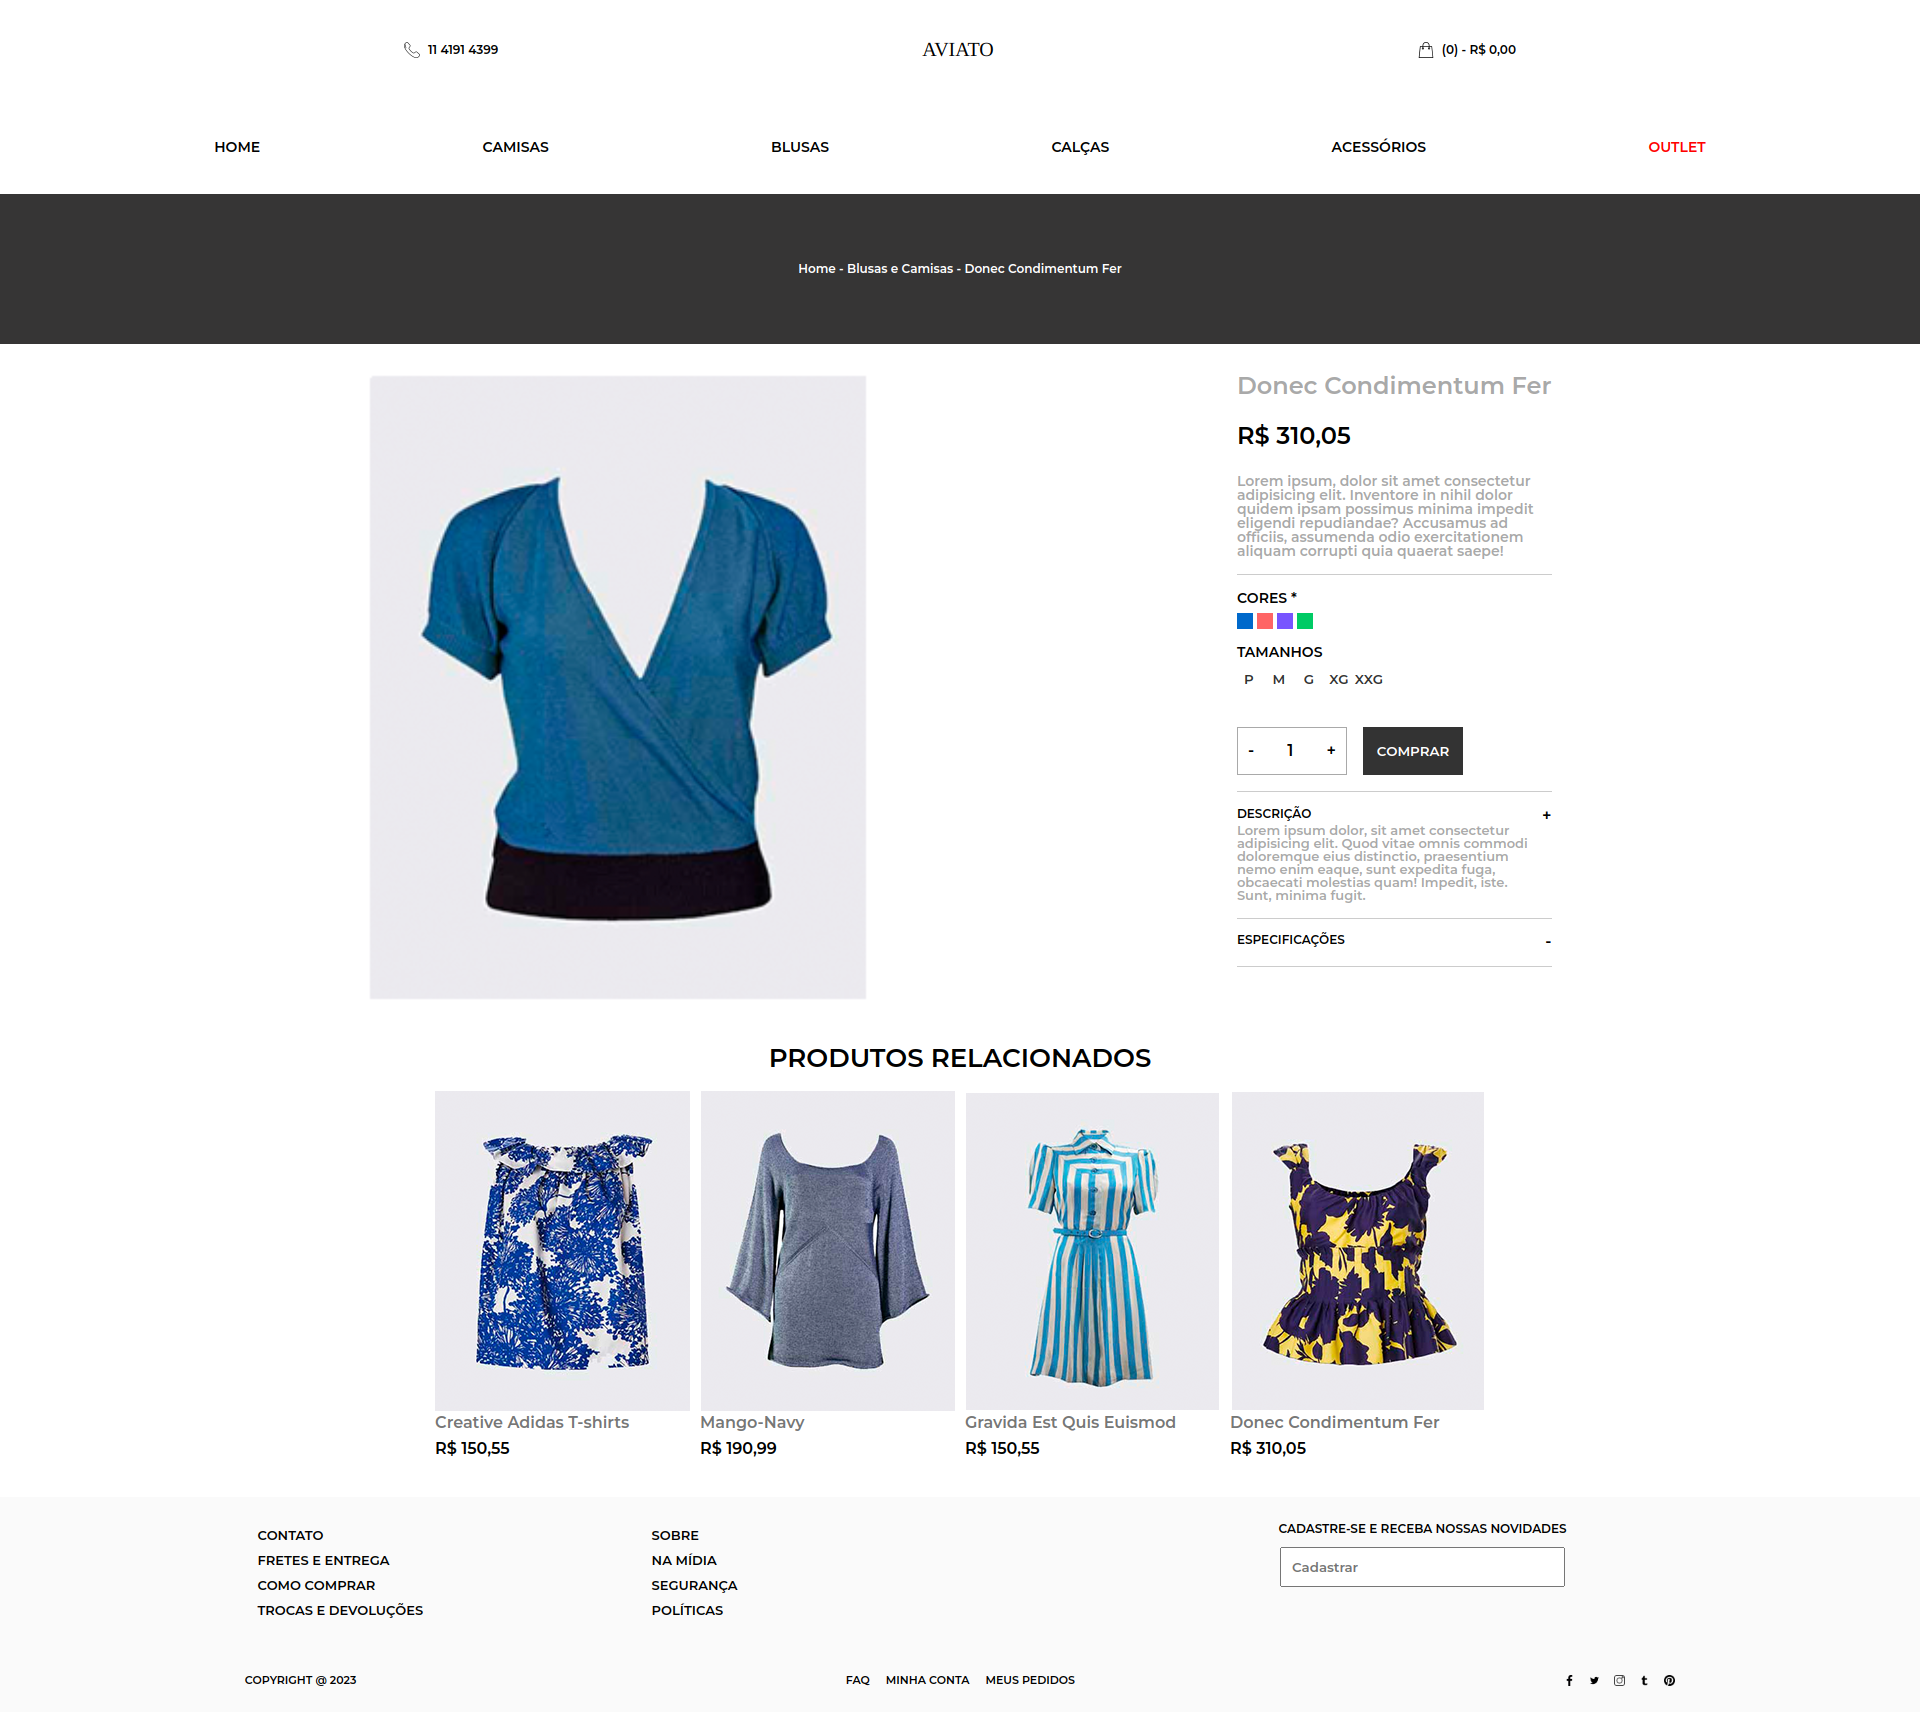 11 4191 4399
AVIATO
(0) - R$ 0,00
HOME
CAMISAS
BLUSAS
CALÇAS
ACESSÓRIOS
OUTLET
Home - Blusas e Camisas - Donec Condimentum Fer
Donec Condimentum Fer
R$ 310,05
Lorem ipsum, dolor sit amet consectetur
adipisicing elit. Inventore in nihil dolor
quidem ipsam possimus minima impedit
eligendi repudiandae? Accusamus ad
officiis, assumenda odio exercitationem
aliquam corrupti quia quaerat saepe!
CORES *
TAMANHOS
P M G XG XXG
- 1 +
COMPRAR
DESCRIÇÃO +
Lorem ipsum dolor, sit amet consectetur
adipisicing elit. Quod vitae omnis commodi
doloremque eius distinctio, praesentium
nemo enim eaque, sunt expedita fuga,
obcaecati molestias quam! Impedit, iste.
Sunt, minima fugit.
ESPECIFICAÇÕES -
PRODUTOS RELACIONADOS
Creative Adidas T-shirts
R$ 150,55
Mango-Navy
R$ 190,99
Gravida Est Quis Euismod
R$ 150,55
Donec Condimentum Fer
R$ 310,05
CONTATO
FRETES E ENTREGA
COMO COMPRAR
TROCAS E DEVOLUÇÕES
SOBRE
NA MÍDIA
SEGURANÇA
POLÍTICAS
CADASTRE-SE E RECEBA NOSSAS NOVIDADES
Cadastrar
COPYRIGHT @ 2023
FAQ
MINHA CONTA
MEUS PEDIDOS